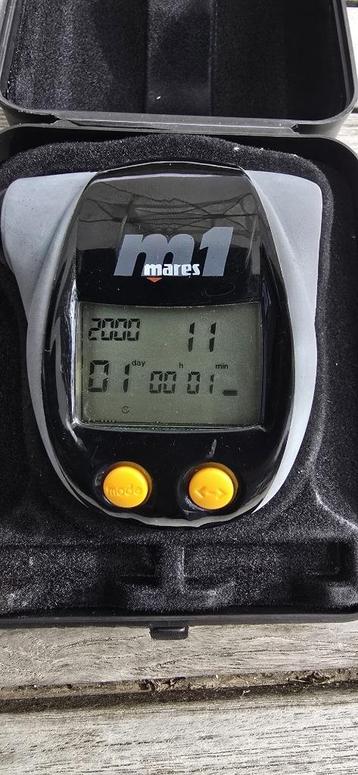 m1
mares
2000 11
01 day 00 h 01 min
mode <-->